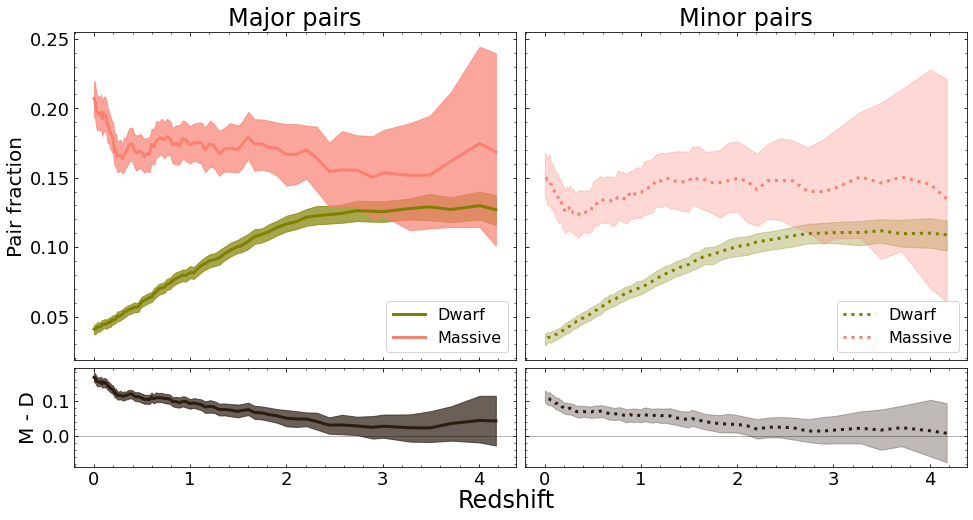 Major pairs
Minor pairs
Pair fraction
0.25
0.20
0.15
0.10
0.05
Dwarf
Massive
Dwarf
Massive
M - D
0.1
0.0
0 1 2 3 4
0 1 2 3 4
Redshift